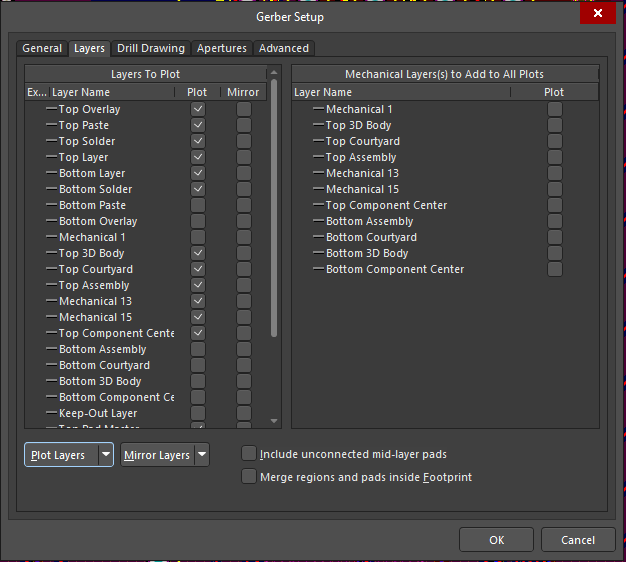 Gerber Setup
General Layers Drill Drawing Apertures Advanced
Layers To Plot
Ex... Layer Name Plot Mirror
Top Overlay
Top Paste
Top Solder
Top Layer
Bottom Layer
Bottom Solder
Bottom Paste
Bottom Overlay
Mechanical 1
Top 3D Body
Top Courtyard
Top Assembly
Mechanical 13
Mechanical 15
Top Component Cente
Bottom Assembly
Bottom Courtyard
Bottom 3D Body
Bottom Component Ce
Keep-Out Layer
Top Pad Master
Mechanical Layers(s) to Add to All Plots
Layer Name Plot
Mechanical 1
Top 3D Body
Top Courtyard
Top Assembly
Mechanical 13
Mechanical 15
Top Component Center
Bottom Assembly
Bottom Courtyard
Bottom 3D Body
Bottom Component Center
Plot Layers Mirror Layers
Include unconnected mid-layer pads
Merge regions and pads inside Footprint
OK Cancel